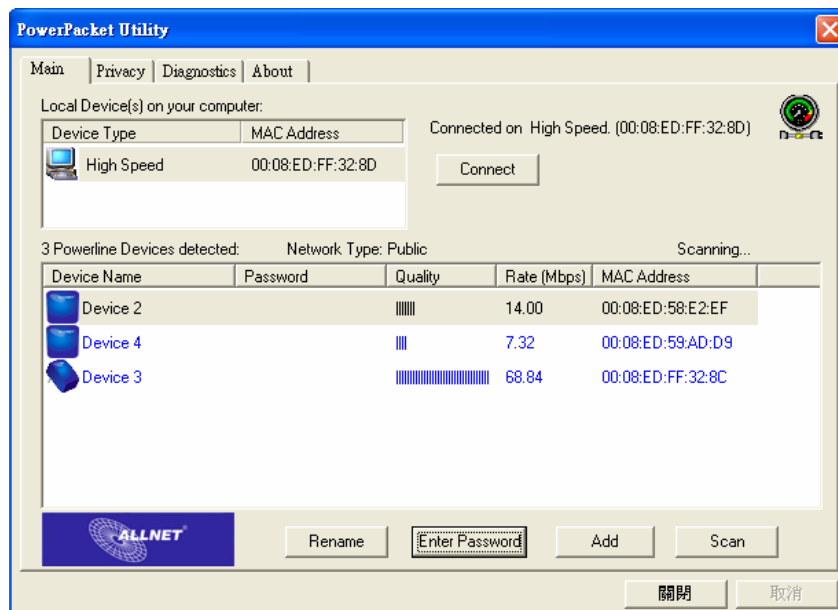 PowerPacket Utility
Main Privacy Diagnostics About
Local Device(s) on your computer:
Device Type MAC Address
High Speed 00:08:ED:FF:32:8D
Connected on High Speed. (00:08:ED:FF:32:8D)
Connect
3 Powerline Devices detected: Network Type: Public Scanning...
Device Name Password Quality Rate (Mbps) MAC Address
Device 2 14.00 00:08:ED:58:E2:EF
Device 4 7.32 00:08:ED:59:AD:D9
Device 3 68.84 00:08:ED:FF:32:8C
ALLNET®
Rename Enter Password Add Scan
關閉 取消